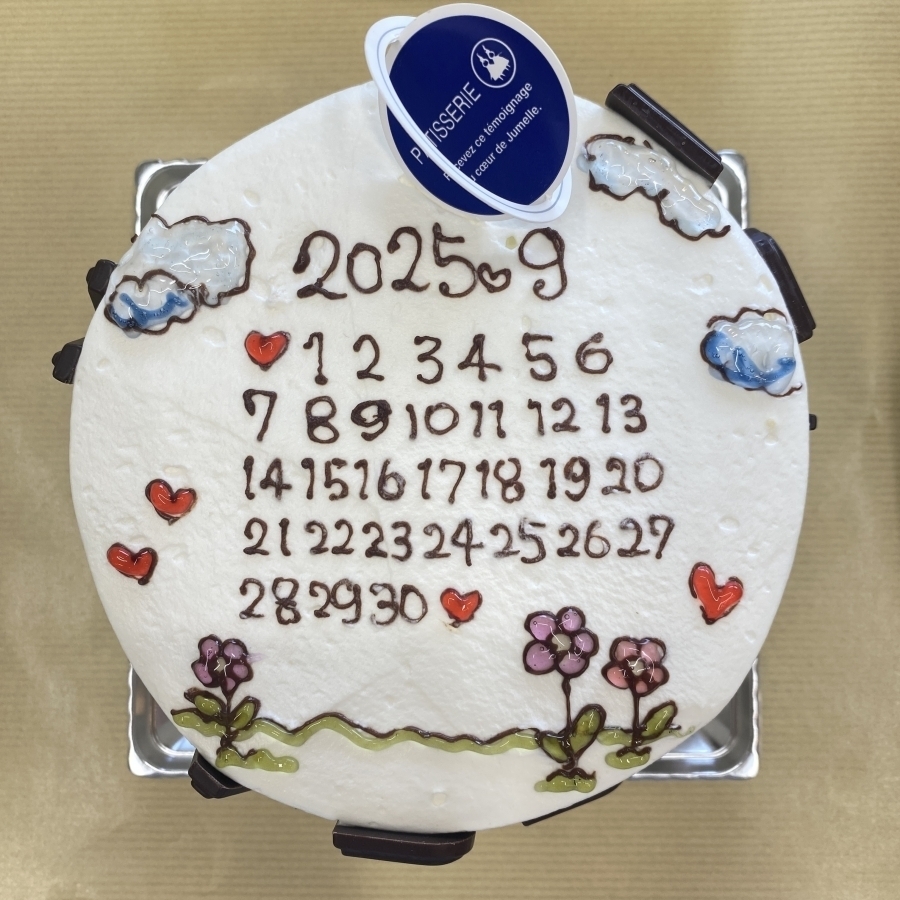 PATISSERIE
Recevez ce témoignage
du cœur de Jumelle.
2025.9
1 2 3 4 5 6
7 8 9 10 11 12 13
14 15 16 17 18 19 20
21 22 23 24 25 26 27
28 29 30